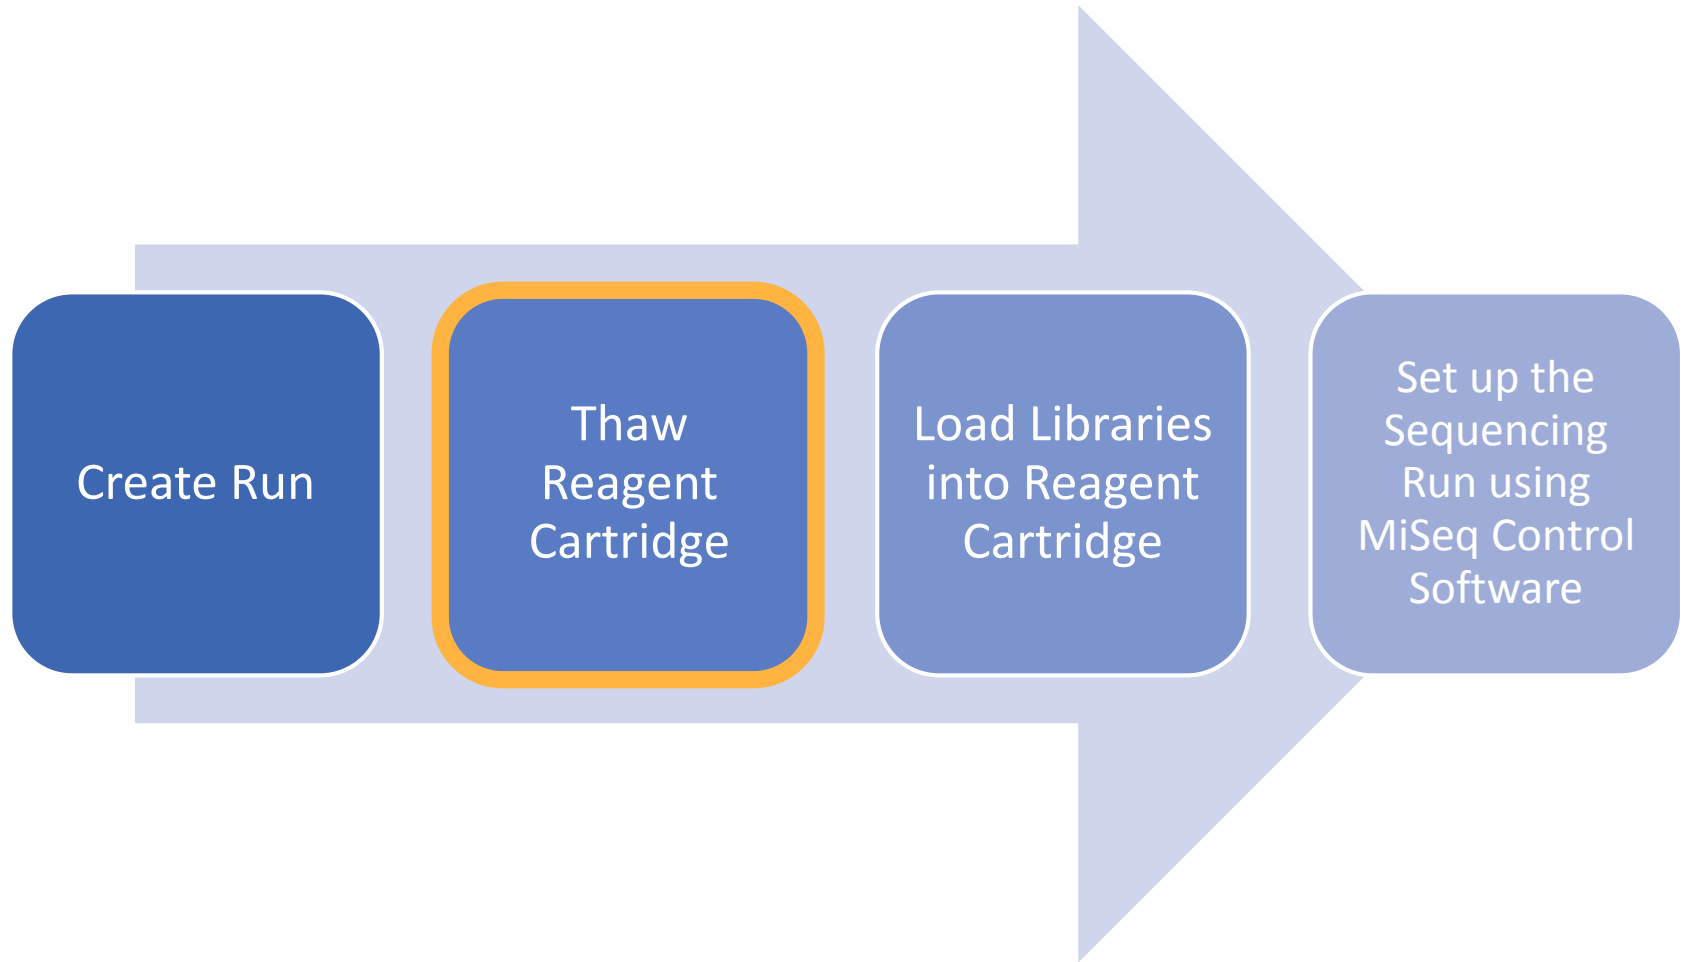 Create Run
Thaw
Reagent
Cartridge
Load Libraries
into Reagent
Cartridge
Set up the
Sequencing
Run using
MiSeq Control
Software